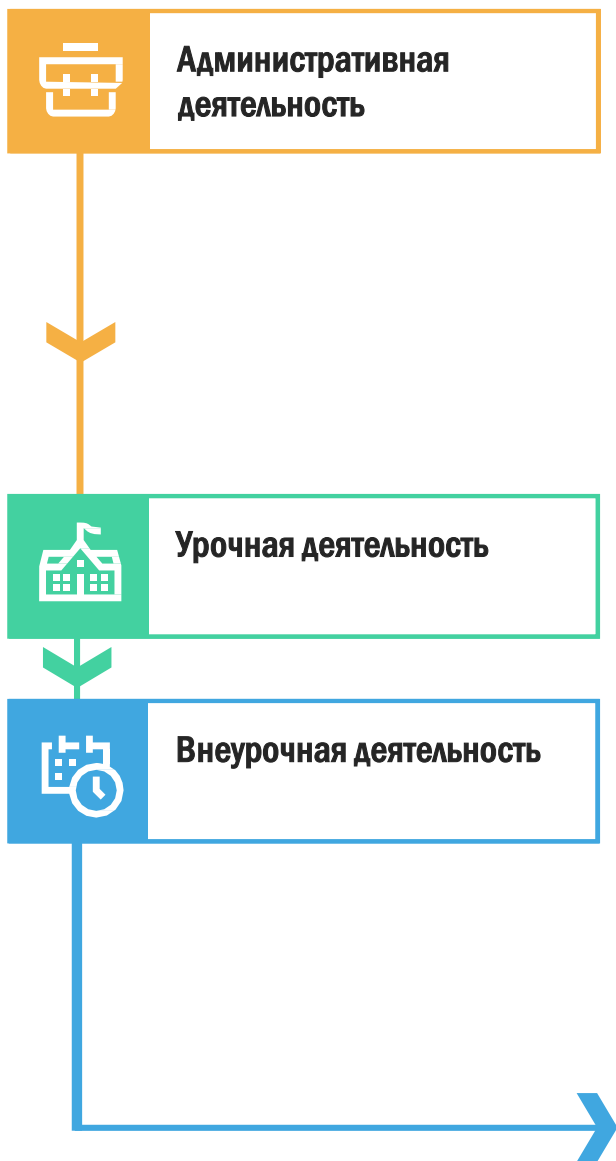 Административная
деятельность
Урочная деятельность
Внеурочная деятельность